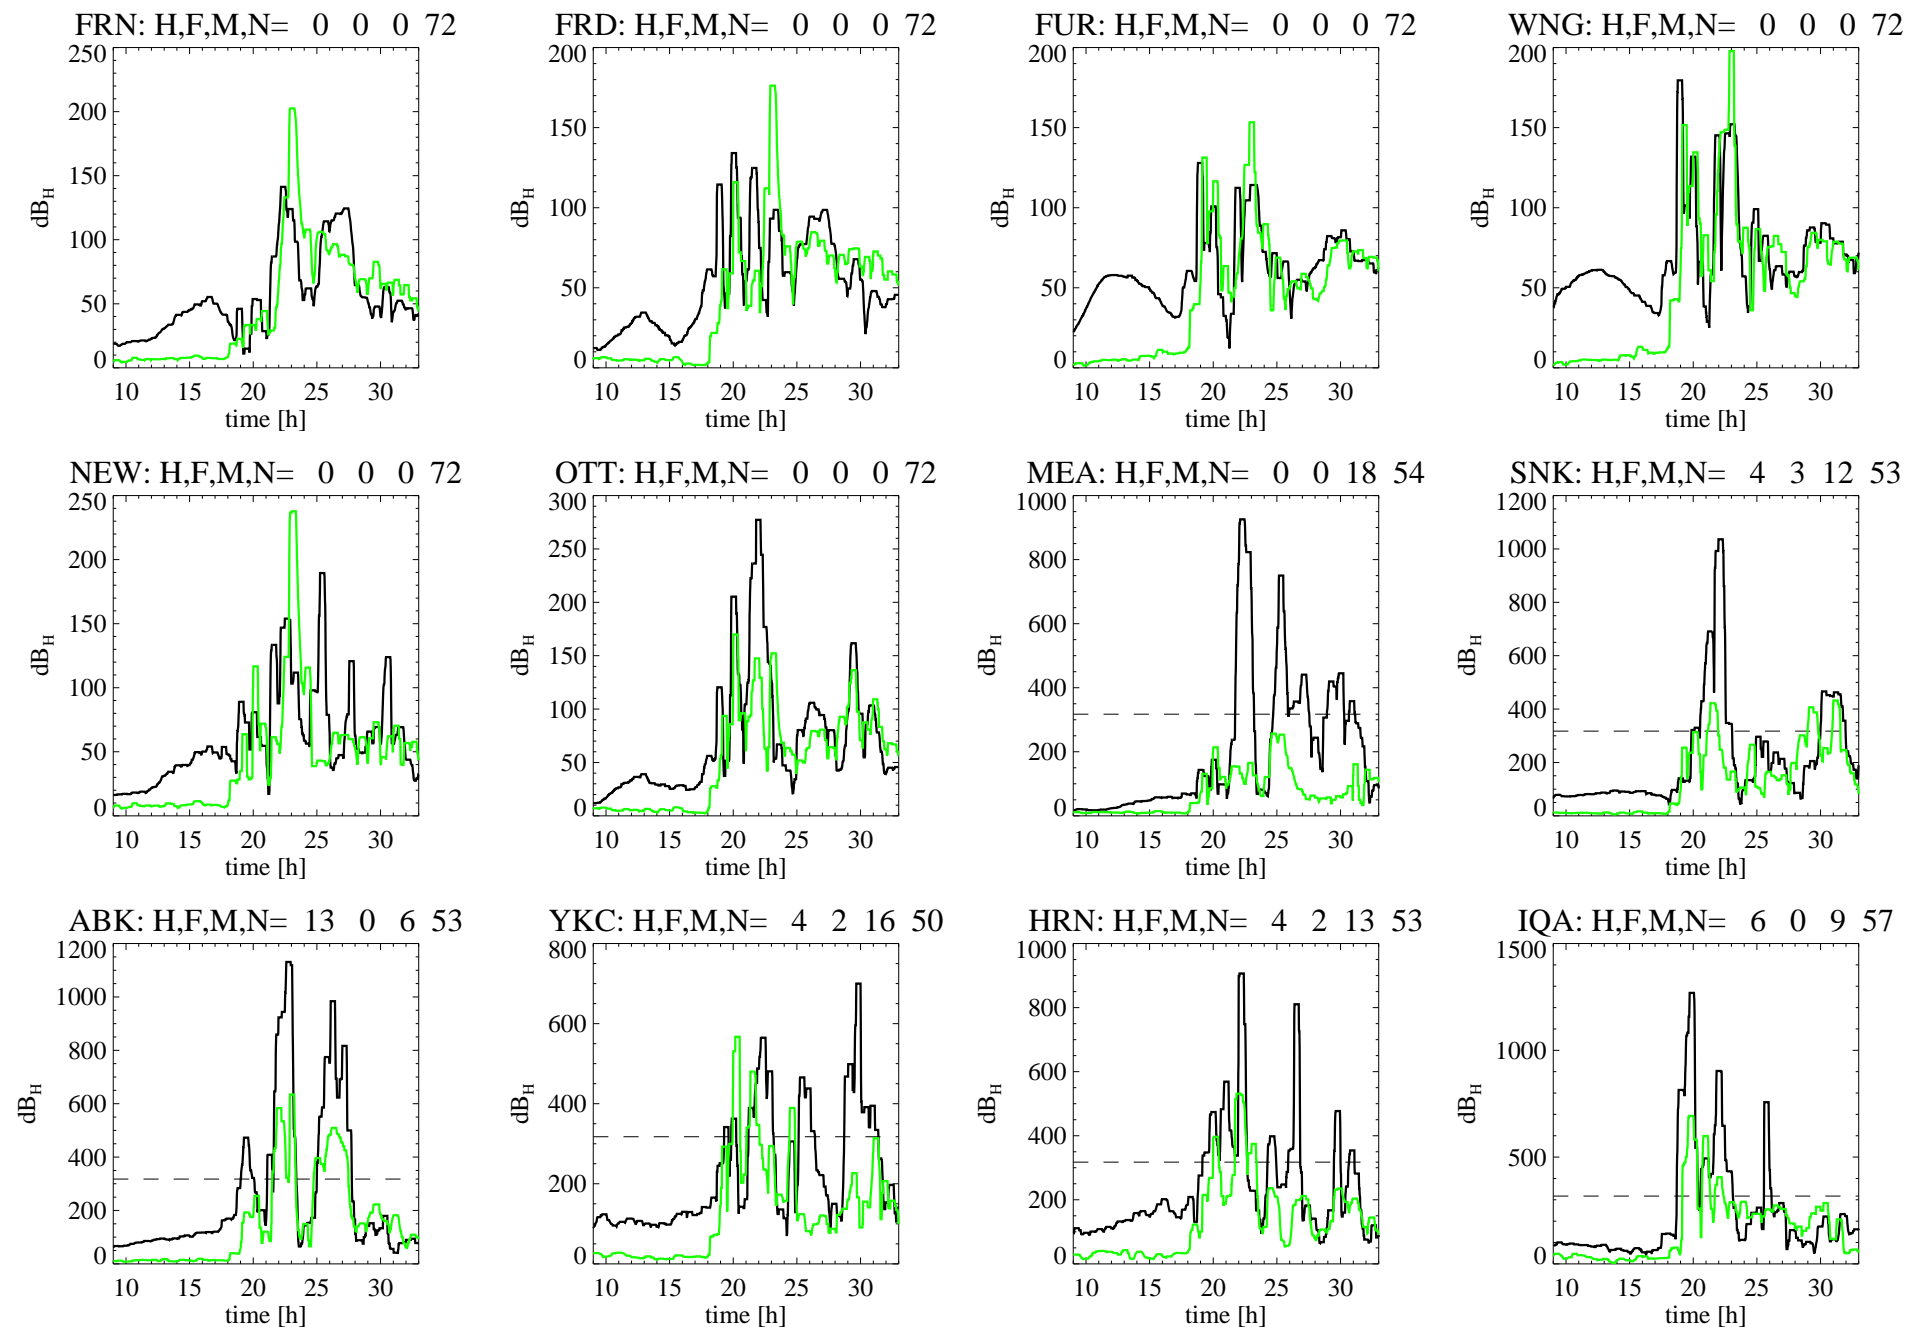 FRN: H,F,M,N= 0 0 0 72
FRD: H,F,M,N= 0 0 0 72
FUR: H,F,M,N= 0 0 0 72
WNG: H,F,M,N= 0 0 0 72
250
200
150
100
50
0
dB_H
10 15 20 25 30
time [h]
200
150
100
50
0
dB_H
10 15 20 25 30
time [h]
200
150
100
50
0
dB_H
10 15 20 25 30
time [h]
200
150
100
50
0
dB_H
10 15 20 25 30
time [h]
NEW: H,F,M,N= 0 0 0 72
OTT: H,F,M,N= 0 0 0 72
MEA: H,F,M,N= 0 0 18 54
SNK: H,F,M,N= 4 3 12 53
250
200
150
100
50
0
dB_H
10 15 20 25 30
time [h]
300
250
200
150
100
50
0
dB_H
10 15 20 25 30
time [h]
1000
800
600
400
200
0
dB_H
10 15 20 25 30
time [h]
1200
1000
800
600
400
200
0
dB_H
10 15 20 25 30
time [h]
ABK: H,F,M,N= 13 0 6 53
YKC: H,F,M,N= 4 2 16 50
HRN: H,F,M,N= 4 2 13 53
IQA: H,F,M,N= 6 0 9 57
1200
1000
800
600
400
200
0
dB_H
10 15 20 25 30
time [h]
800
600
400
200
0
dB_H
10 15 20 25 30
time [h]
1000
800
600
400
200
0
dB_H
10 15 20 25 30
time [h]
1500
1000
500
0
dB_H
10 15 20 25 30
time [h]